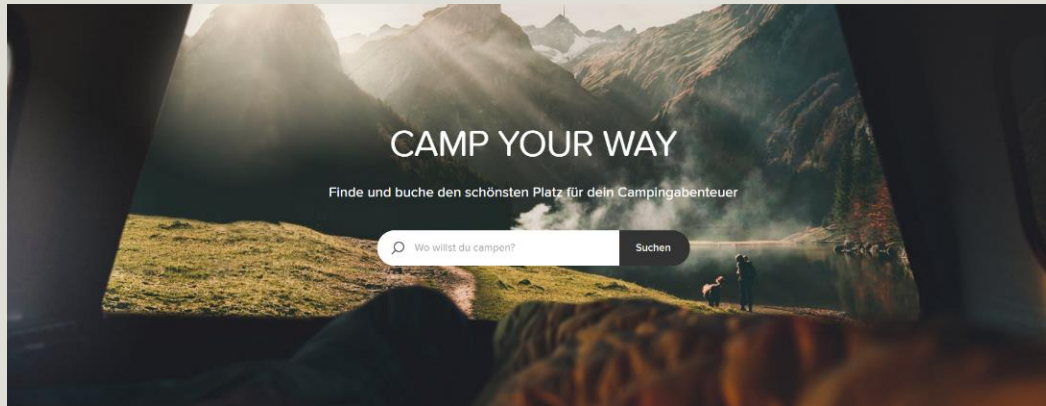 CAMP YOUR WAY
Finde und buche den schönsten Platz für dein Campingabenteuer
Wo willst du campen?
Suchen